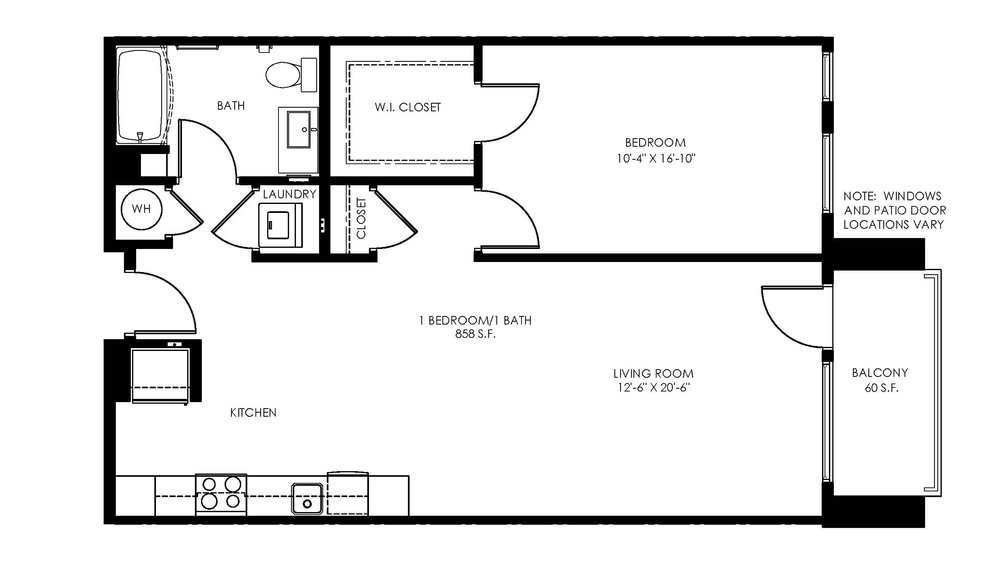 BATH
W.I. CLOSET
BEDROOM
10'-4" X 16'-10"
NOTE: WINDOWS
AND PATIO DOOR
LOCATIONS VARY
WH
LAUNDRY
CLOSET
1 BEDROOM/1 BATH
858 S.F.
LIVING ROOM
12'-6" X 20'-6"
BALCONY
60 S.F.
KITCHEN